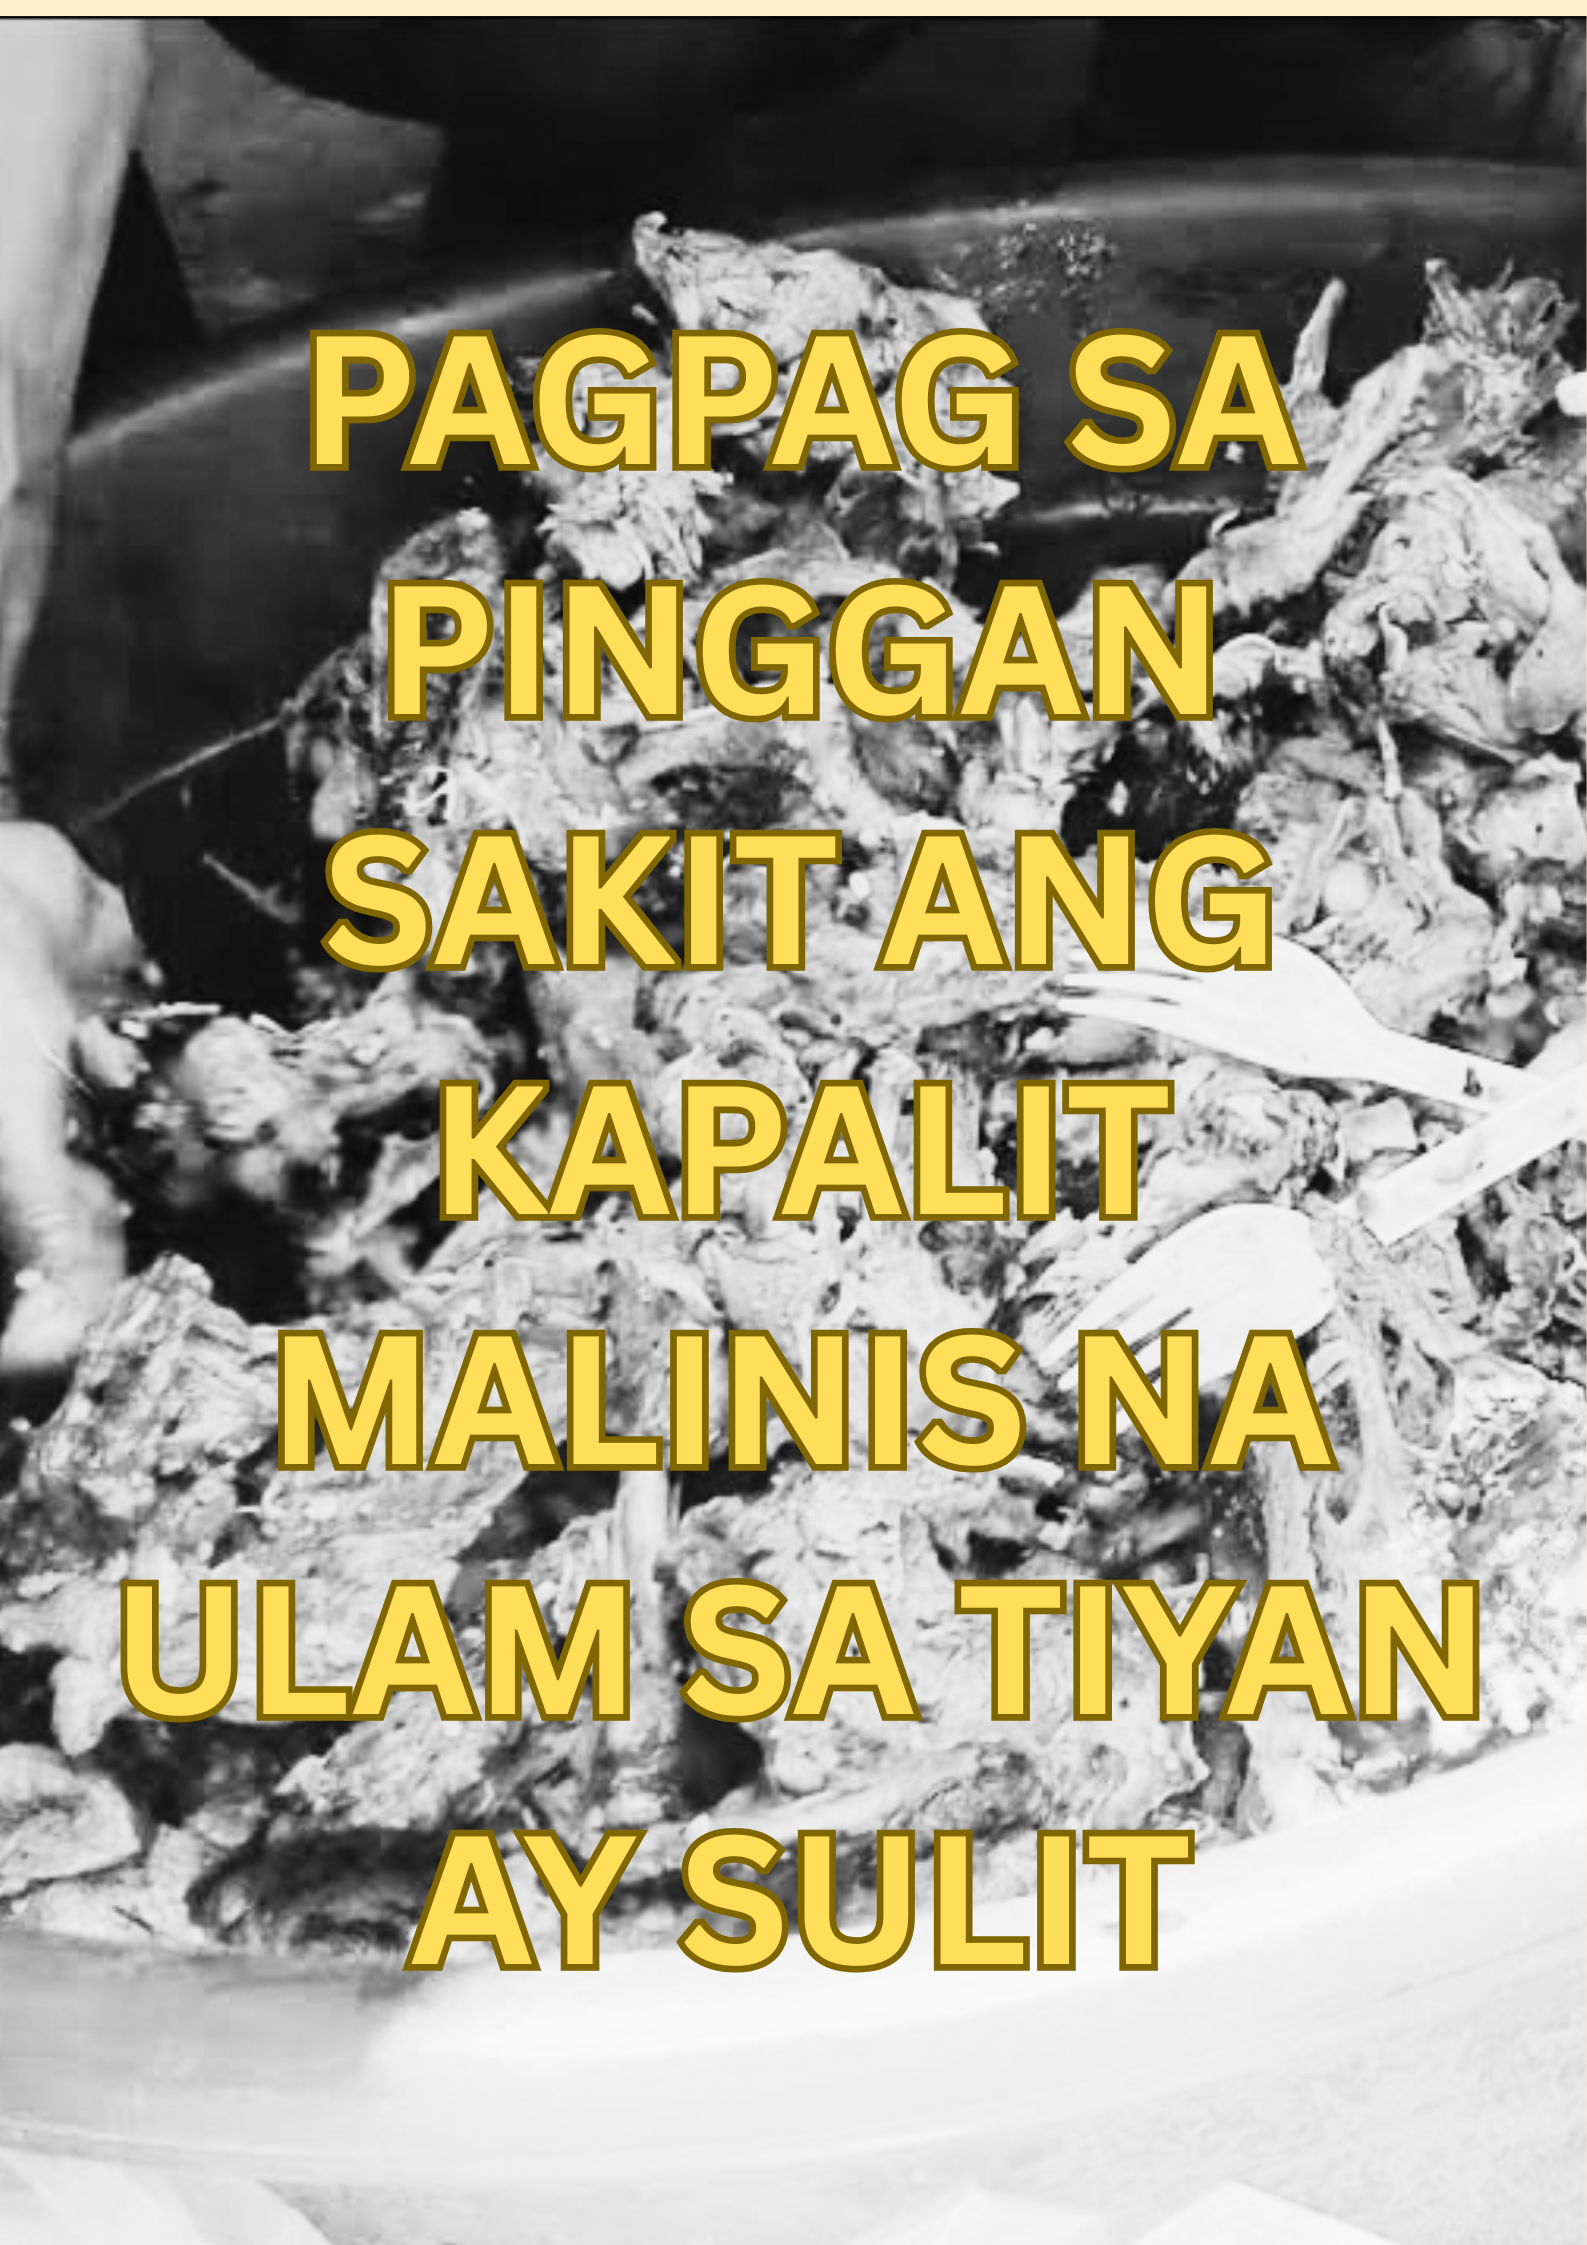 PAGPAG SA
PINGGAN
SAKIT ANG
KAPALIT
MALINIS NA
ULAM SA TIYAN
AY SULIT